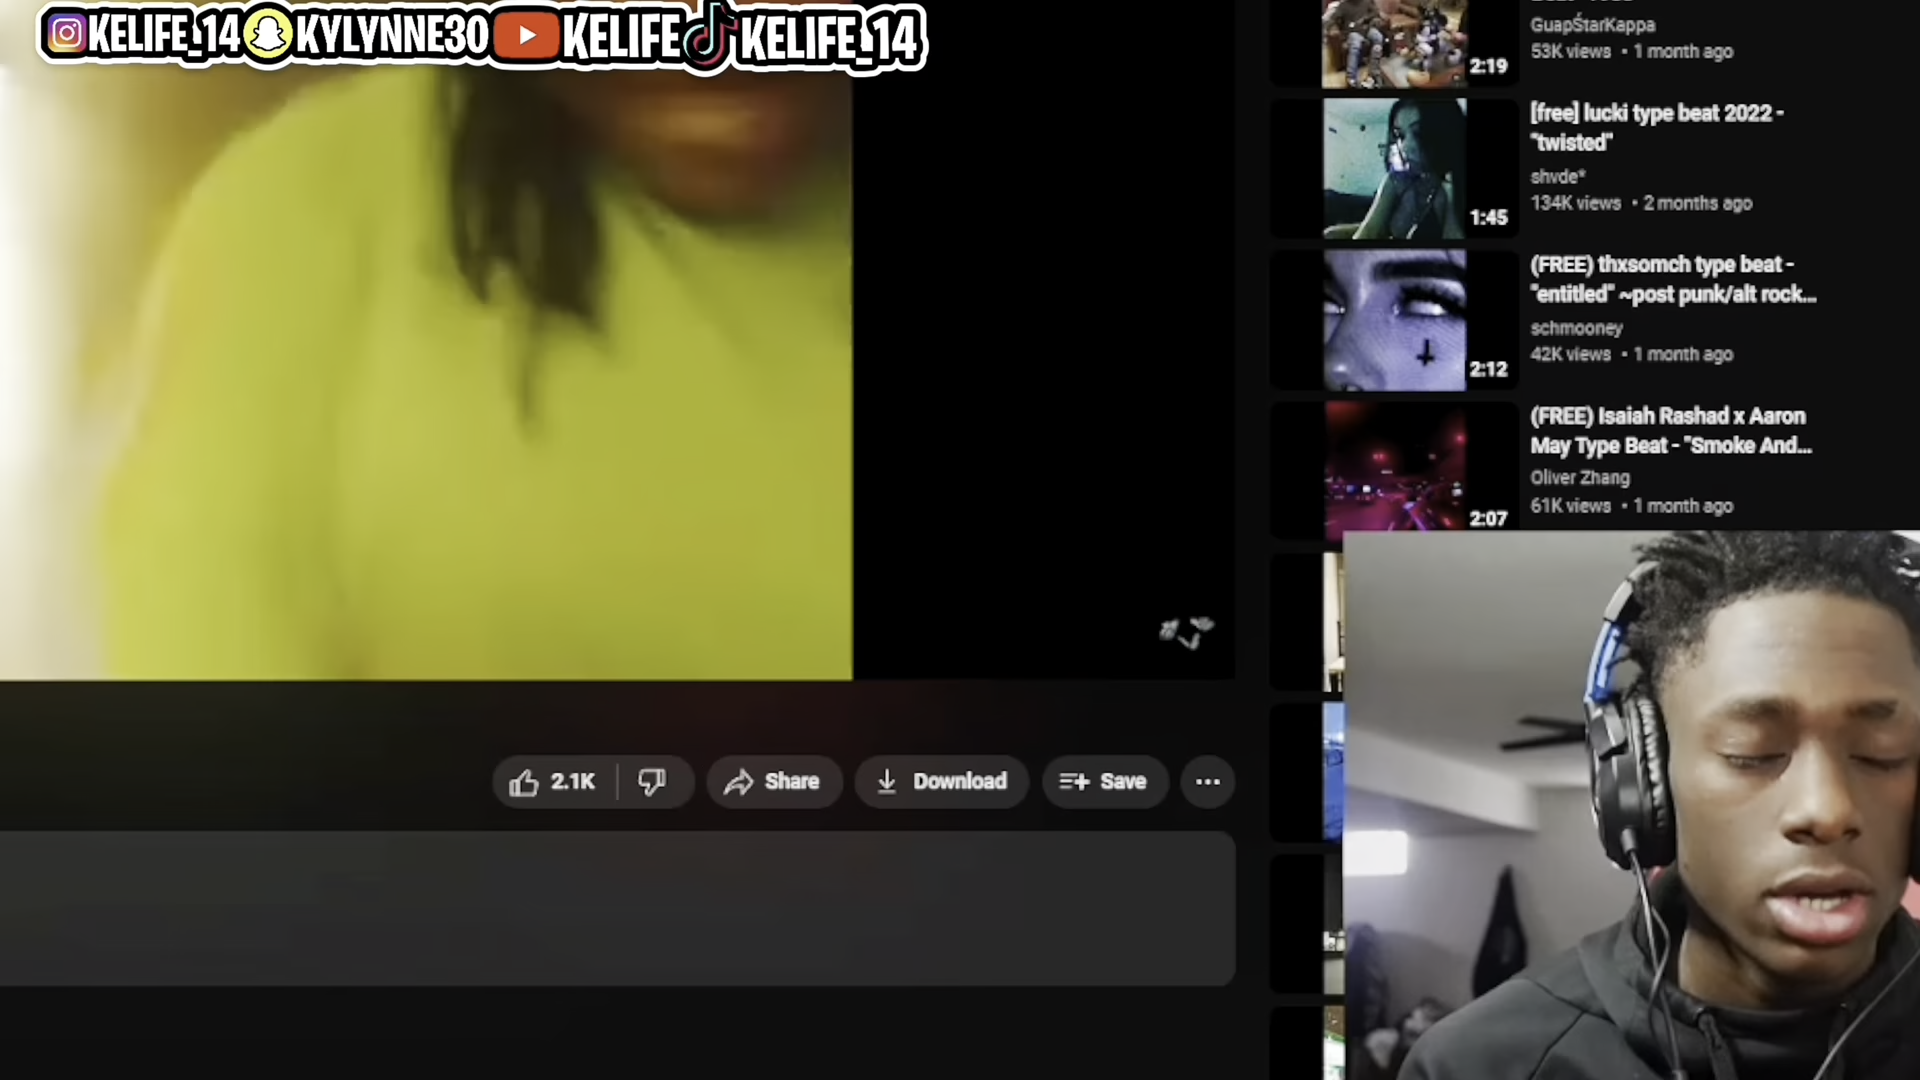 KELIFE_14 KYLYNNE30 KELIFE KELIFE_14
GuapStarKappa
53K views • 1 month ago
2:19
[free] lucki type beat 2022 -
"twisted"
shvde*
134K views • 2 months ago
1:45
(FREE) thxsomch type beat -
"entitled" ~post punk/alt rock...
schmooney
42K views • 1 month ago
2:12
(FREE) Isaiah Rashad x Aaron
May Type Beat - "Smoke And...
Oliver Zhang
61K views • 1 month ago
2:07
2.1K Share Download Save